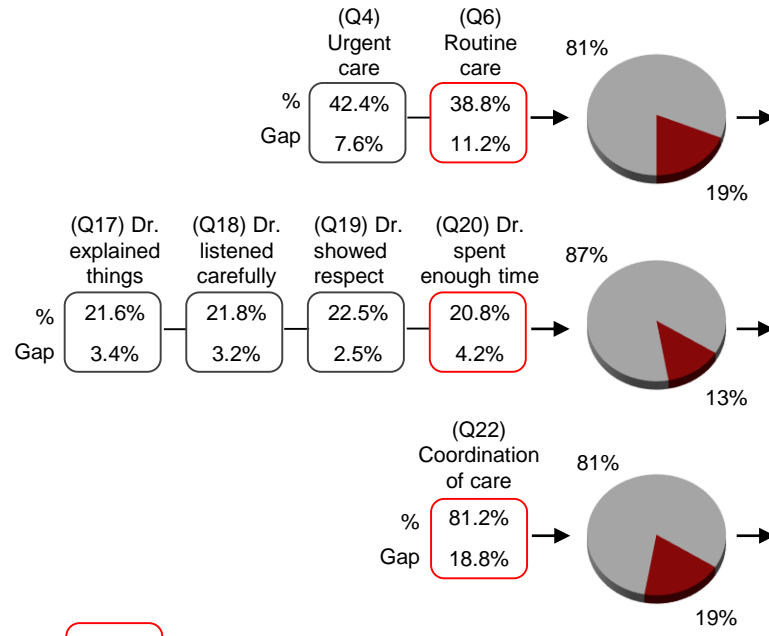 (Q4)
Urgent
care
(Q6)
Routine
care
81%
% 42.4% 38.8%
Gap 7.6% 11.2%
19%
(Q17) Dr.
explained
things
(Q18) Dr.
listened
carefully
(Q19) Dr.
showed
respect
(Q20) Dr.
spent
enough time
87%
% 21.6% 21.8% 22.5% 20.8%
Gap 3.4% 3.2% 2.5% 4.2%
13%
(Q22)
Coordination
of care
81%
% 81.2%
Gap 18.8%
19%